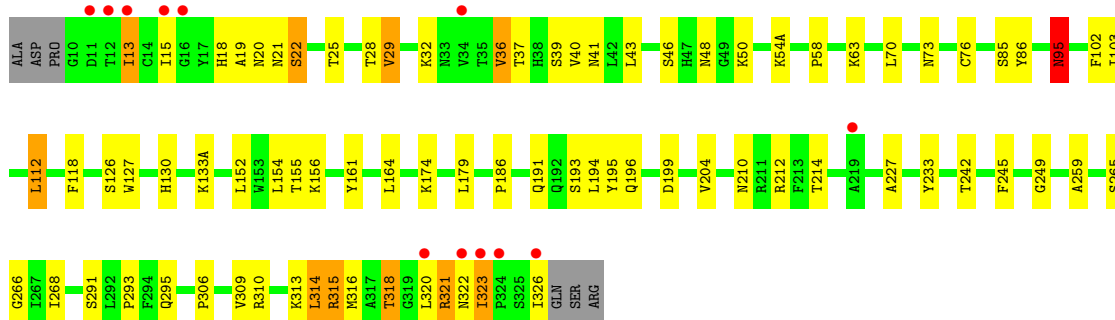 ALA ASP PRO G10 D11 T12 I13 C14 I15 G16 Y17 H18 A19 N20 N21 S22 T25 T28 V29 K32 N33 V34 T35 V36 T37 H38 S39 V40 N41 L42 L43 S46 H47 N48 G49 K50 K54A P58 K63 L70 N73 C76 S85 Y86 N95 F102 I103
L112 F118 S126 W127 H130 K133A L152 W153 L154 T155 K156 Y161 L164 K174 L179 P186 Q191 Q192 S193 L194 Y195 Q196 D199 V204 N210 R211 R212 F213 T214 A219 A227 Y233 T242 F245 G249 A259 S265
G266 I267 I268 S291 L292 P293 F294 Q295 P306 V309 R310 K313 L314 R315 M316 A317 T318 G319 L320 R321 N322 I323 P324 S325 I326 GLN SER ARG